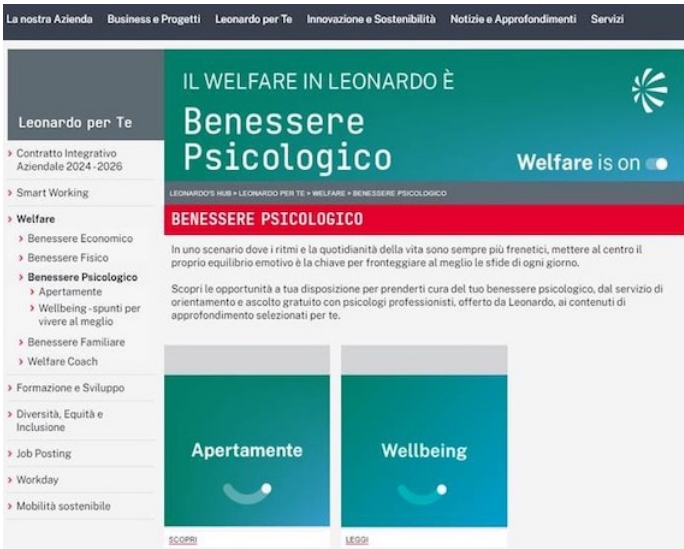 La nostra Azienda Business e Progetti Leonardo per Te Innovazione e Sostenibilità Notizie e Approfondimenti Servizi
Leonardo per Te
Contratto Integrativo
Aziendale 2024-2026
Smart Working
Welfare
Benessere Economico
Benessere Fisico
Benessere Psicologico
Apertamente
Wellbeing - spunti per
vivere al meglio
Benessere Familiare
Welfare Coach
Formazione e Sviluppo
Diversità, Equità e
Inclusione
Job Posting
Workday
Mobilità sostenibile
IL WELFARE IN LEONARDO È
Benessere
Psicologico
Welfare is on
LEONARDO'S HUB > LEONARDO PER TE > WELFARE > BENESSERE PSICOLOGICO
BENESSERE PSICOLOGICO
In uno scenario dove i ritmi e la quotidianità della vita sono sempre più frenetici, mettere al centro il
proprio equilibrio emotivo è la chiave per fronteggiare al meglio le sfide di ogni giorno.
Scopri le opportunità a tua disposizione per prenderti cura del tuo benessere psicologico, dal servizio di
orientamento e ascolto gratuito con psicologi professionisti, offerto da Leonardo, ai contenuti di
approfondimento selezionati per te.
Apertamente
Wellbeing
SCOPRI
LEGGI